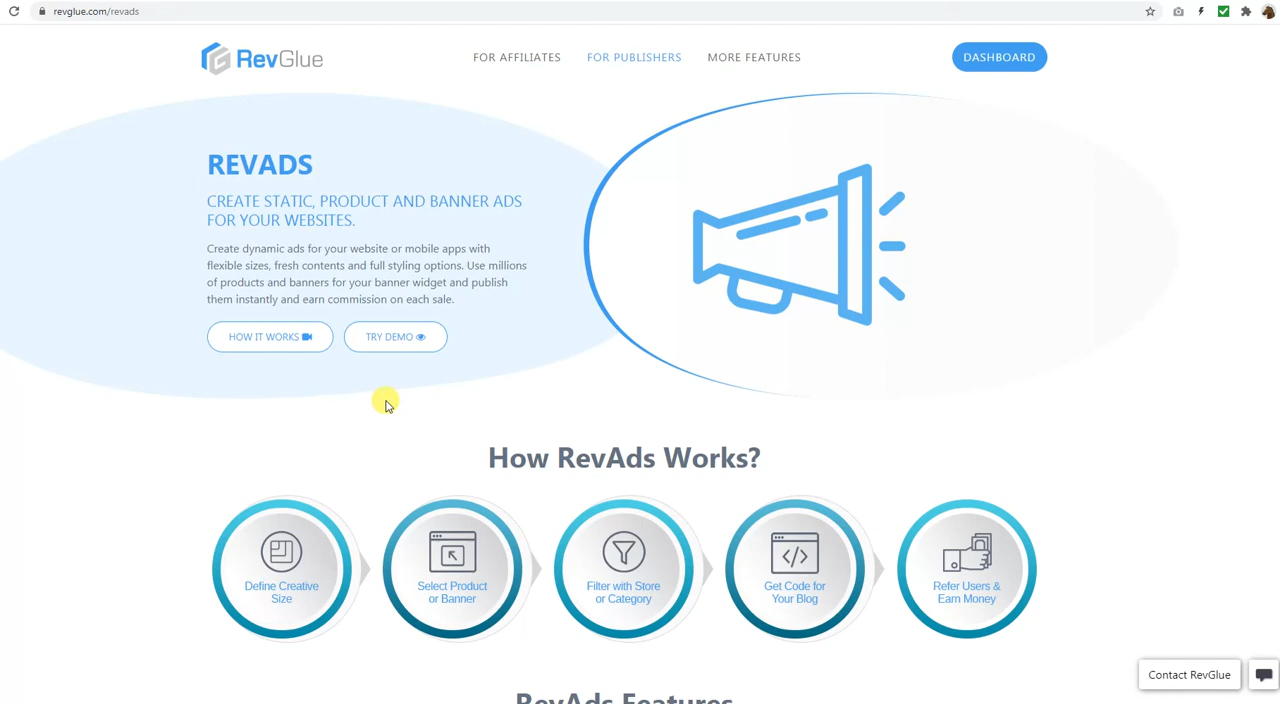 revglue.com/revads
RevGlue
FOR AFFILIATES
FOR PUBLISHERS
MORE FEATURES
DASHBOARD
REVADS
CREATE STATIC, PRODUCT AND BANNER ADS
FOR YOUR WEBSITES.
Create dynamic ads for your website or mobile apps with
flexible sizes, fresh contents and full styling options. Use millions
of products and banners for your banner widget and publish
them instantly and earn commission on each sale.
HOW IT WORKS
TRY DEMO
How RevAds Works?
Define Creative
Size
Select Product
or Banner
Filter with Store
or Category
Get Code for
Your Blog
Refer Users &
Earn Money
Contact RevGlue
RevAds Features